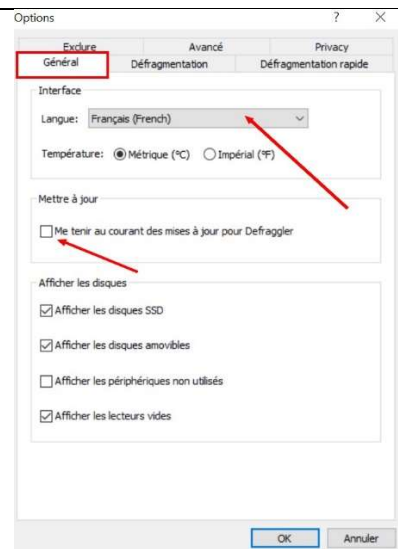 Options ? ×
Exclure Avancé Privacy
Général Défragmentation Défragmentation rapide
Interface
Langue: Français (French)
Température: Métrique (°C) Impérial (°F)
Mettre à jour
Me tenir au courant des mises à jour pour Defraggler
Afficher les disques
Afficher les disques SSD
Afficher les disques amovibles
Afficher les périphériques non utilisés
Afficher les lecteurs vides
OK Annuler